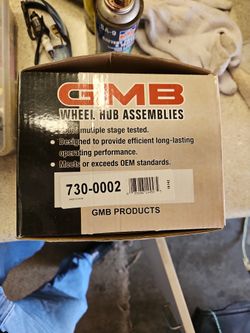 GMB
WHEEL HUB ASSEMBLIES
multiple stage tested.
• Designed to provide efficient long-lasting
operating performance.
• Meets or exceeds OEM standards.
730-0002
GMB PRODUCTS